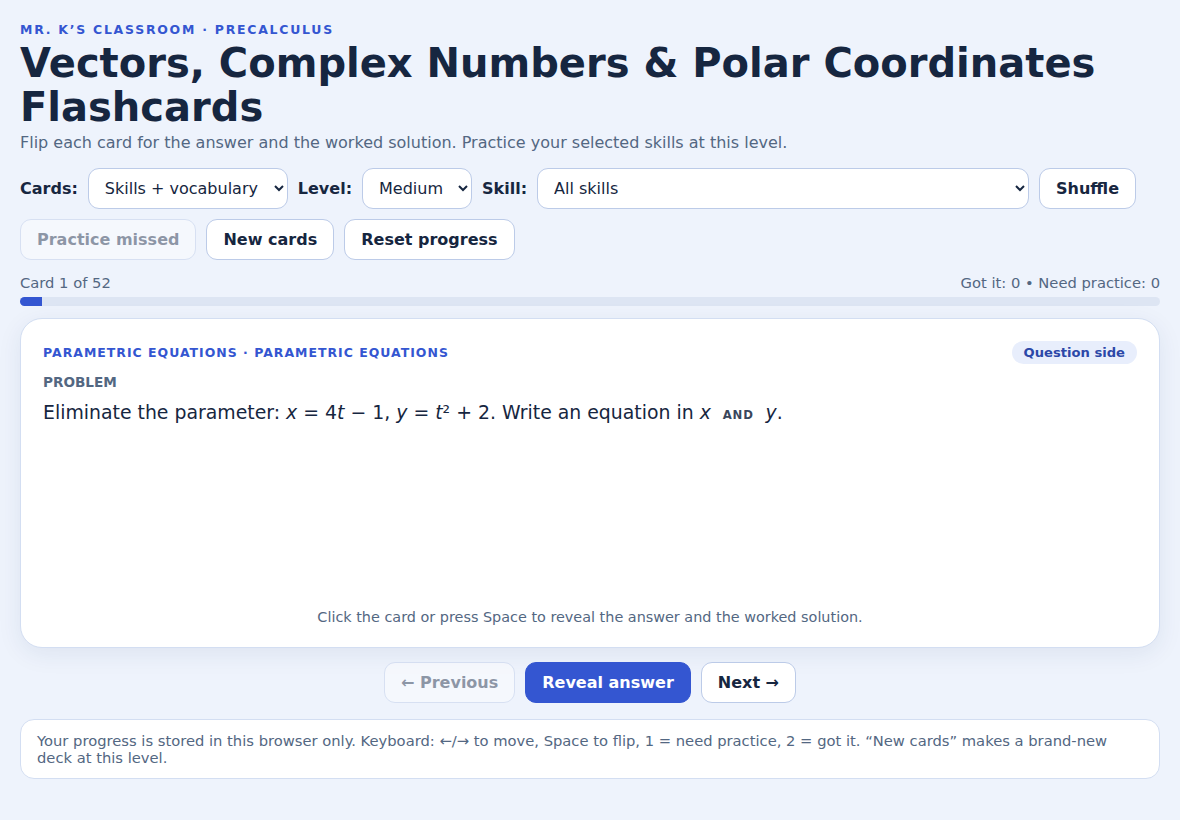 MR. K’S CLASSROOM · PRECALCULUS
Vectors, Complex Numbers & Polar Coordinates
Flashcards
Flip each card for the answer and the worked solution. Practice your selected skills at this level.
Cards: Skills + vocabulary Level: Medium Skill: All skills Shuffle
Practice missed New cards Reset progress
Card 1 of 52 Got it: 0 • Need practice: 0
PARAMETRIC EQUATIONS · PARAMETRIC EQUATIONS Question side
PROBLEM
Eliminate the parameter: x = 4t − 1, y = t² + 2. Write an equation in x AND y.
Click the card or press Space to reveal the answer and the worked solution.
← Previous Reveal answer Next →
Your progress is stored in this browser only. Keyboard: ←/→ to move, Space to flip, 1 = need practice, 2 = got it. “New cards” makes a brand-new
deck at this level.